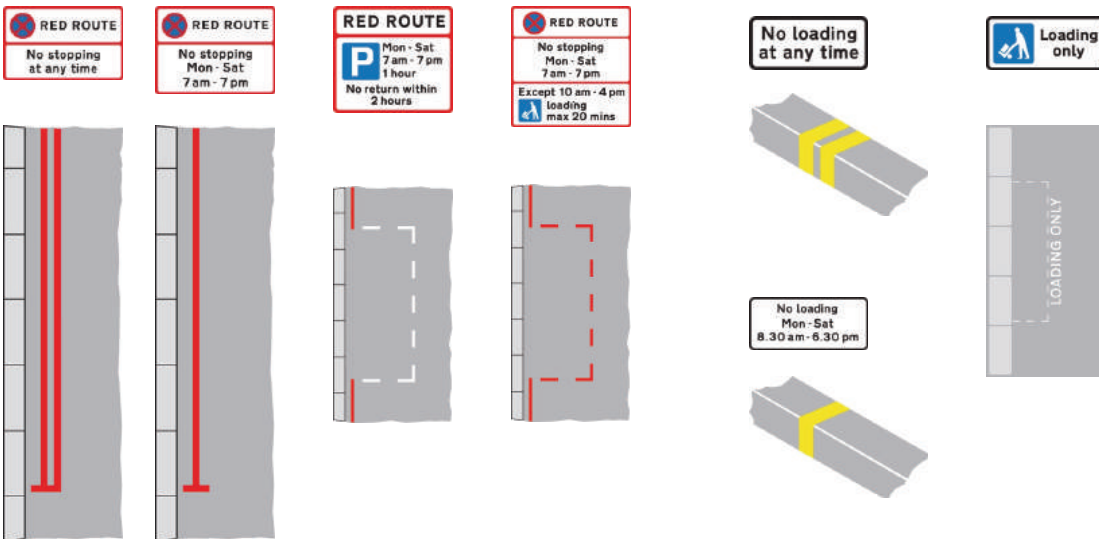 RED ROUTE
No stopping
at any time
RED ROUTE
No stopping
Mon - Sat
7 am - 7 pm
RED ROUTE
P
Mon - Sat
7 am - 7 pm
1 hour
No return within
2 hours
RED ROUTE
No stopping
Mon - Sat
7 am - 7 pm
Except 10 am - 4 pm
loading
max 20 mins
No loading
at any time
Loading
only
LOADING ONLY
No loading
Mon - Sat
8.30 am - 6.30 pm